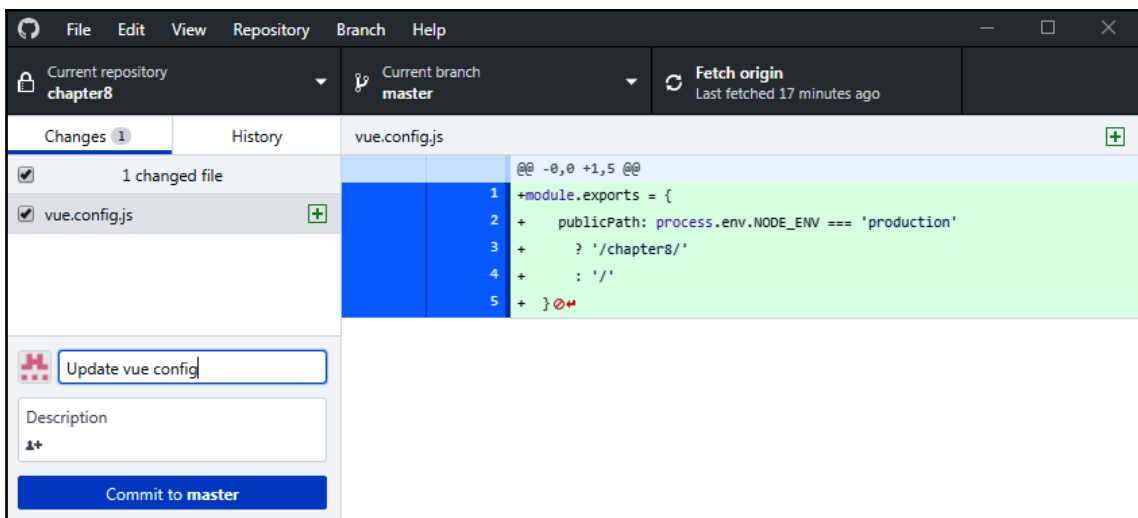 File Edit View Repository Branch Help
Current repository
chapter8
Current branch
master
Fetch origin
Last fetched 17 minutes ago
Changes 1 History
vue.config.js
1 changed file
vue.config.js
@@ -0,0 +1,5 @@
1 +module.exports = {
2 +    publicPath: process.env.NODE_ENV === 'production'
3 +      ? '/chapter8/'
4 +      : '/'
5 +  }
Update vue config
Description
Commit to master